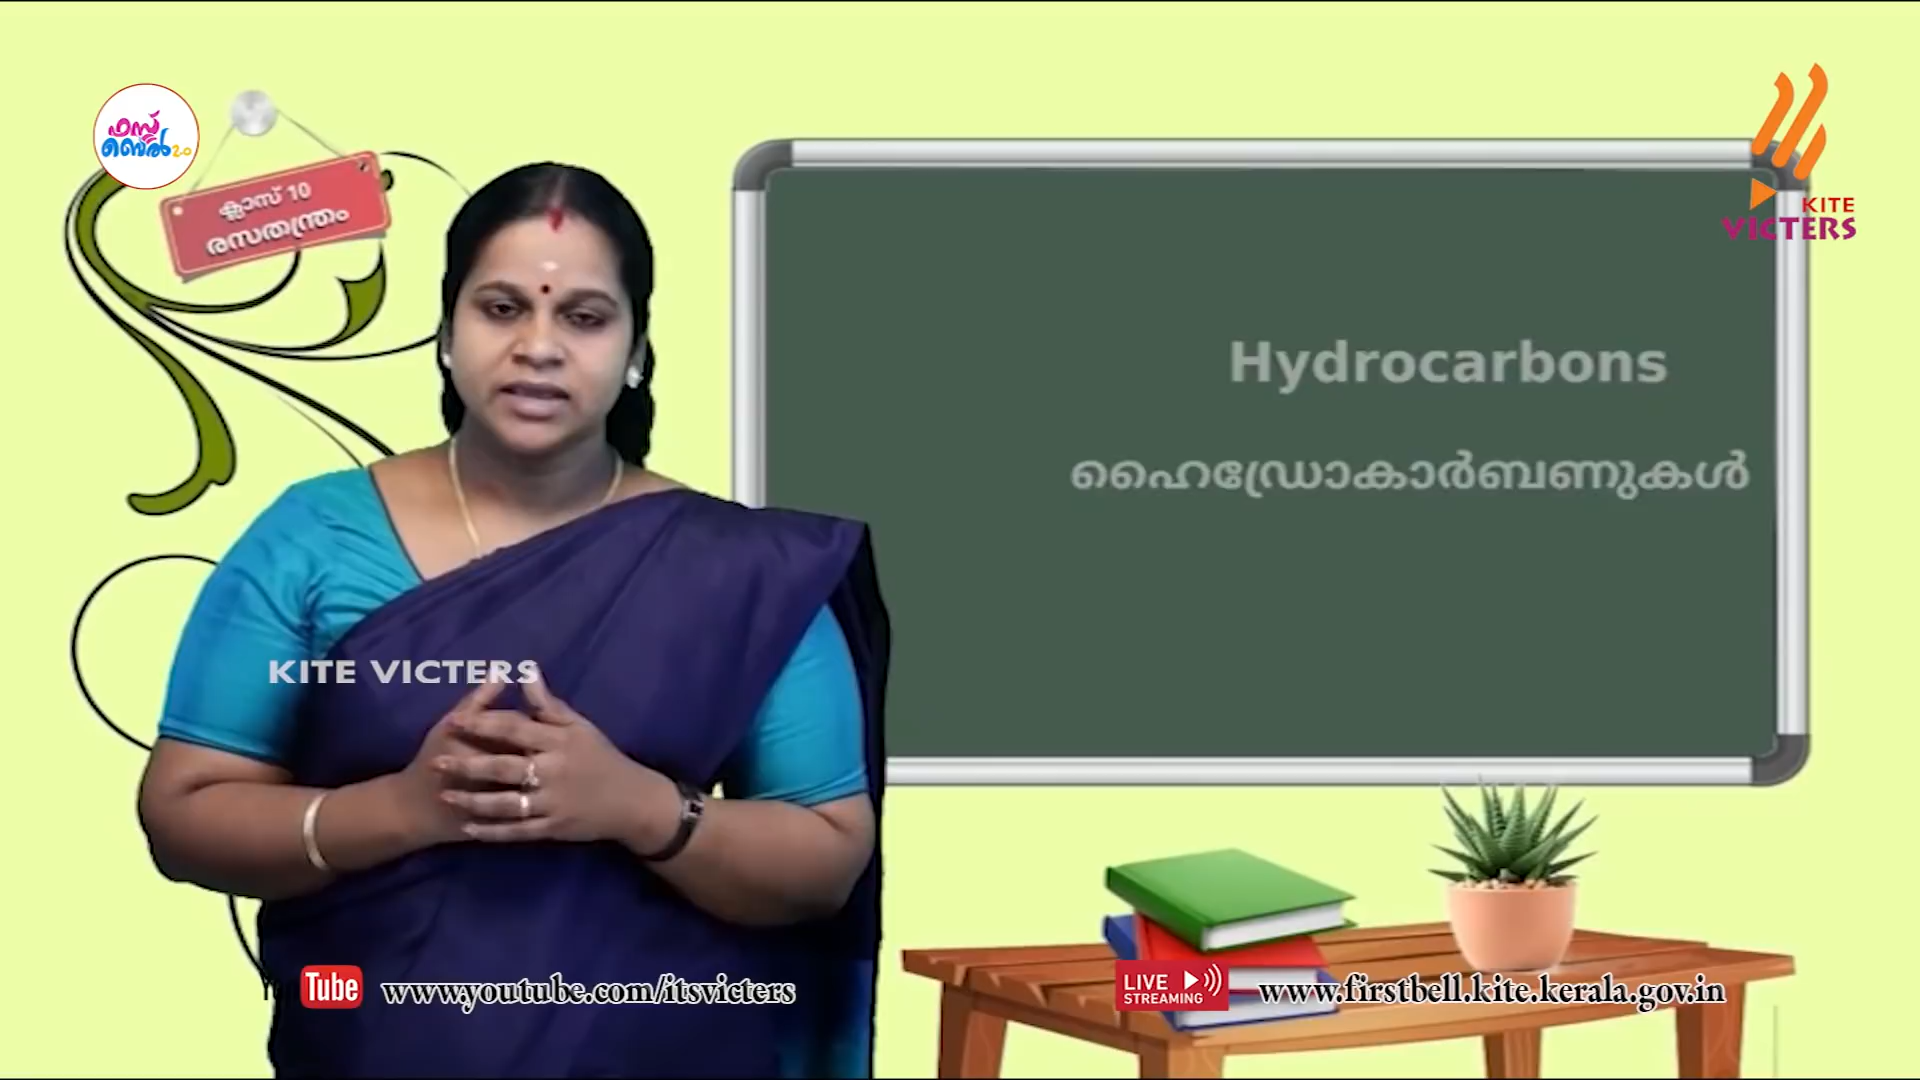 ഫസ്റ്റ്
ബെൽ 2.0
ക്ലാസ് 10
രസതന്ത്രം
KITE
VICTERS
Hydrocarbons
ഹൈഡ്രോകാർബണുകൾ
KITE VICTERS
YouTube www.youtube.com/itsvicters
LIVE
STREAMING
www.firstbell.kite.kerala.gov.in